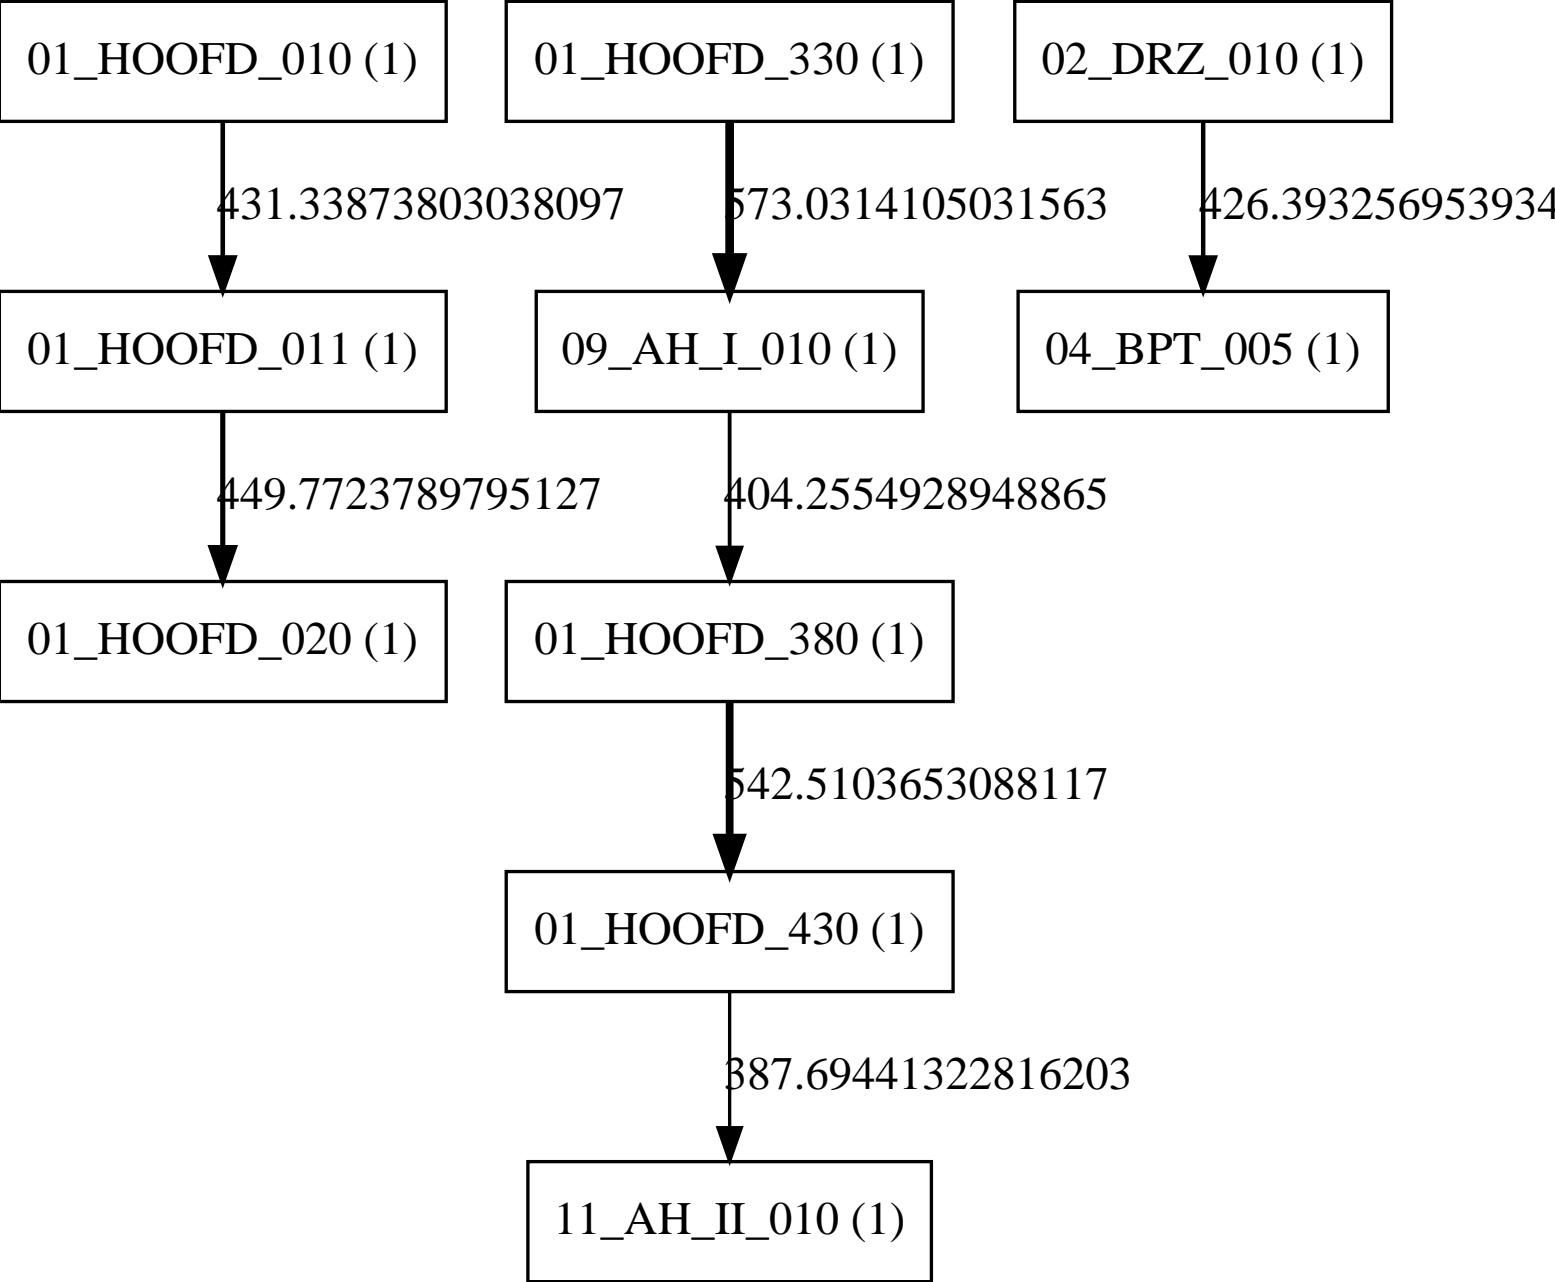 01_HOOFD_010 (1)
01_HOOFD_330 (1)
02_DRZ_010 (1)
431.33873803038097
573.0314105031563
426.393256953934
01_HOOFD_011 (1)
09_AH_I_010 (1)
04_BPT_005 (1)
449.7723789795127
404.2554928948865
01_HOOFD_020 (1)
01_HOOFD_380 (1)
542.5103653088117
01_HOOFD_430 (1)
387.69441322816203
11_AH_II_010 (1)